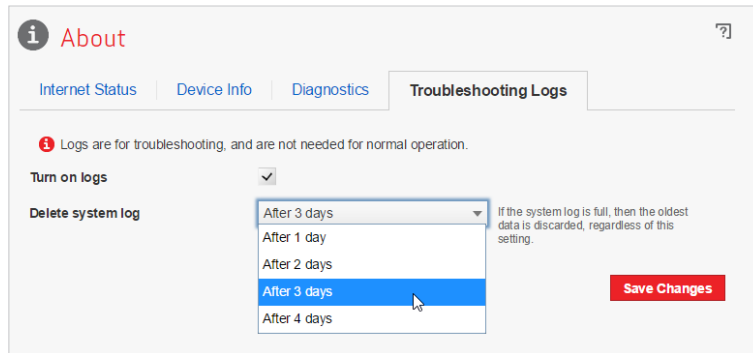 About
Internet Status
Device Info
Diagnostics
Troubleshooting Logs
Logs are for troubleshooting, and are not needed for normal operation.
Turn on logs
Delete system log
After 3 days
If the system log is full, then the oldest
data is discarded, regardless of this
setting.
After 1 day
After 2 days
After 3 days
After 4 days
Save Changes